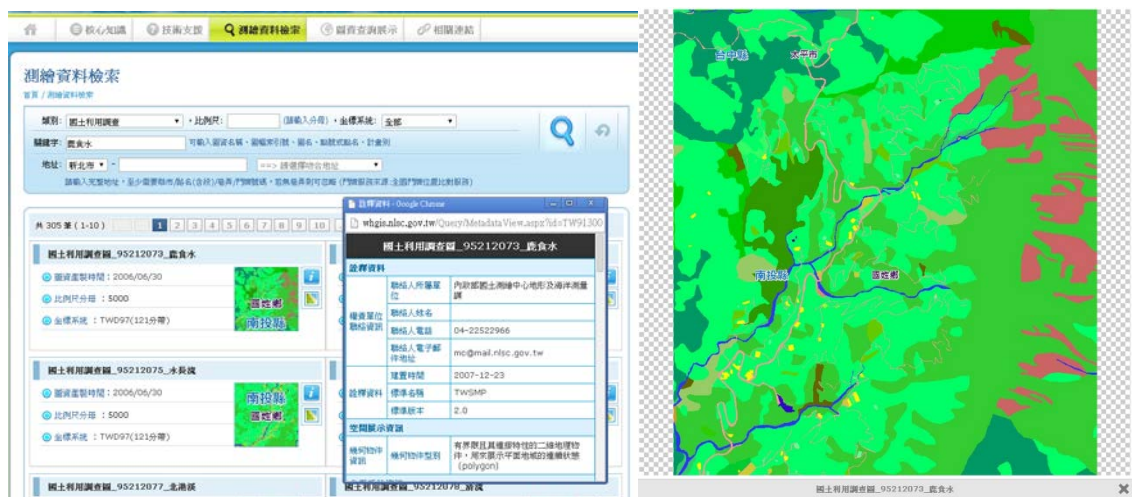 核心知識
技術支援
測繪資料檢索
圖資查詢展示
相關連結
測繪資料檢索
首頁 / 測繪資料檢索
類別: 國土利用調查 ，比例尺: (請輸入分母)，坐標系統: 全部
關鍵字: 鹿食水 可輸入圖資名稱、圖幅索引號、圖名、點號或點名、計畫別
地址: 新北市 - ==> 請選擇吻合地址
共 305 筆 ( 1-10 ) 1 2 3 4 5 6 7 8 9 10
國土利用調查圖_95212073_鹿食水
圖資產製時間：2006/06/30
比例尺分母 ：5000
坐標系統 ：TWD97(121分帶)
國姓鄉
南投縣
國土利用調查圖_95212075_水長流
圖資產製時間：2006/06/30
比例尺分母 ：5000
坐標系統 ：TWD97(121分帶)
南投縣
國姓鄉
國土利用調查圖_95212077_北港溪
詮釋資料 - Google Chrome
whgis.nlsc.gov.tw/Query/MetadataView.aspx?id=TW91300
國土利用調查圖_95212073_鹿食水
詮釋資料
權責單位聯絡資訊
聯絡人所屬單位
內政部國土測繪中心地形及海洋測量課
聯絡人姓名
聯絡人電話 04-22522966
聯絡人電子郵件地址 mc@mail.nlsc.gov.tw
詮釋資料
建置時間 2007-12-23
標準名稱 TWSMP
標準版本 2.0
空間展示資訊
幾何物件資訊
幾何物件型別
有界限且具連接特性的二維地理物件，用來展示平面地域的連續狀態
(polygon)
台中縣
太平市
南投縣
國姓鄉
國土利用調查圖_95212073_鹿食水